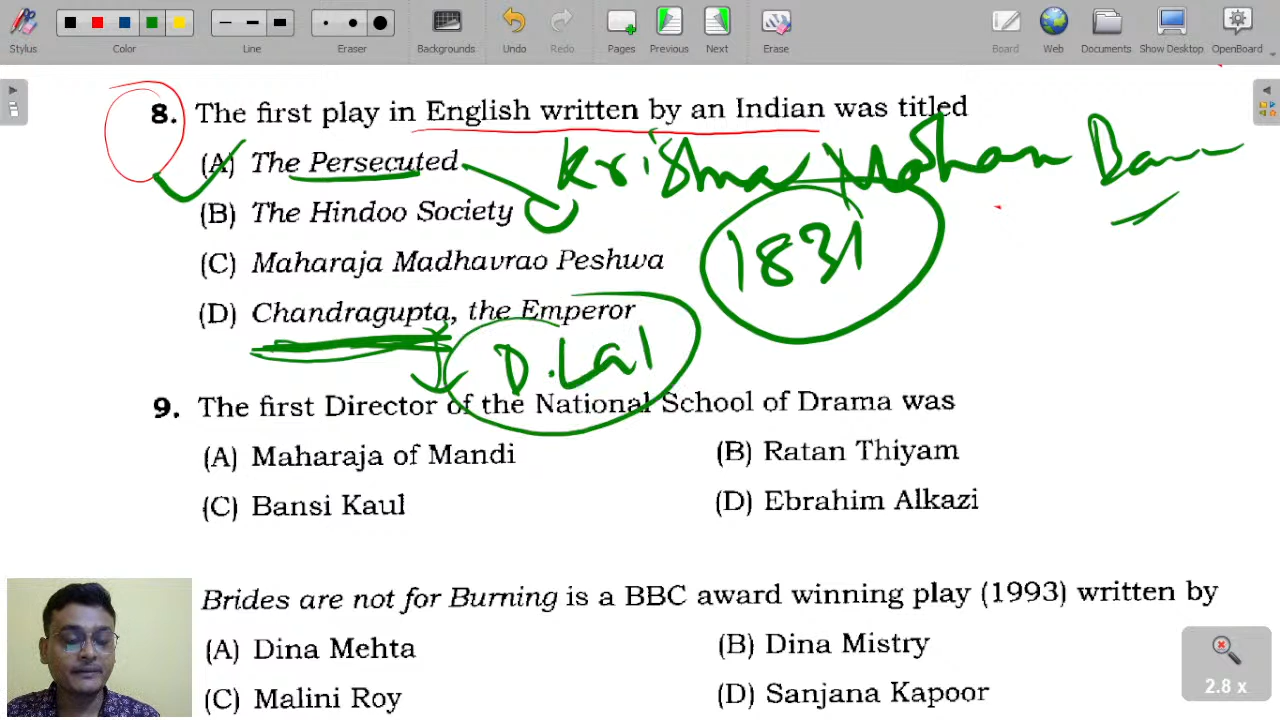 Stylus
Color
Line
Eraser
Backgrounds
Undo
Redo
Pages
Previous
Next
Erase
Board
Web
Documents
Show Desktop
OpenBoard
8. The first play in English written by an Indian was titled
(A) The Persecuted
Krishna Mohan Bann
(B) The Hindoo Society
1831
(C) Maharaja Madhavrao Peshwa
(D) Chandragupta, the Emperor
D. Lal
9. The first Director of the National School of Drama was
(A) Maharaja of Mandi
(B) Ratan Thiyam
(C) Bansi Kaul
(D) Ebrahim Alkazi
Brides are not for Burning is a BBC award winning play (1993) written by
(A) Dina Mehta
(B) Dina Mistry
(C) Malini Roy
(D) Sanjana Kapoor
2.8 x